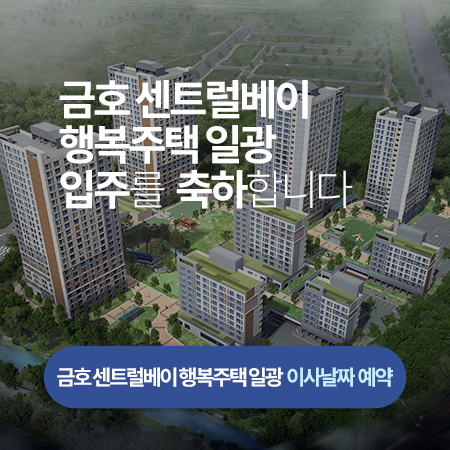 금호 센트럴베이
행복주택 일광
입주를 축하합니다
금호 센트럴베이 행복주택 일광 이사날짜 예약